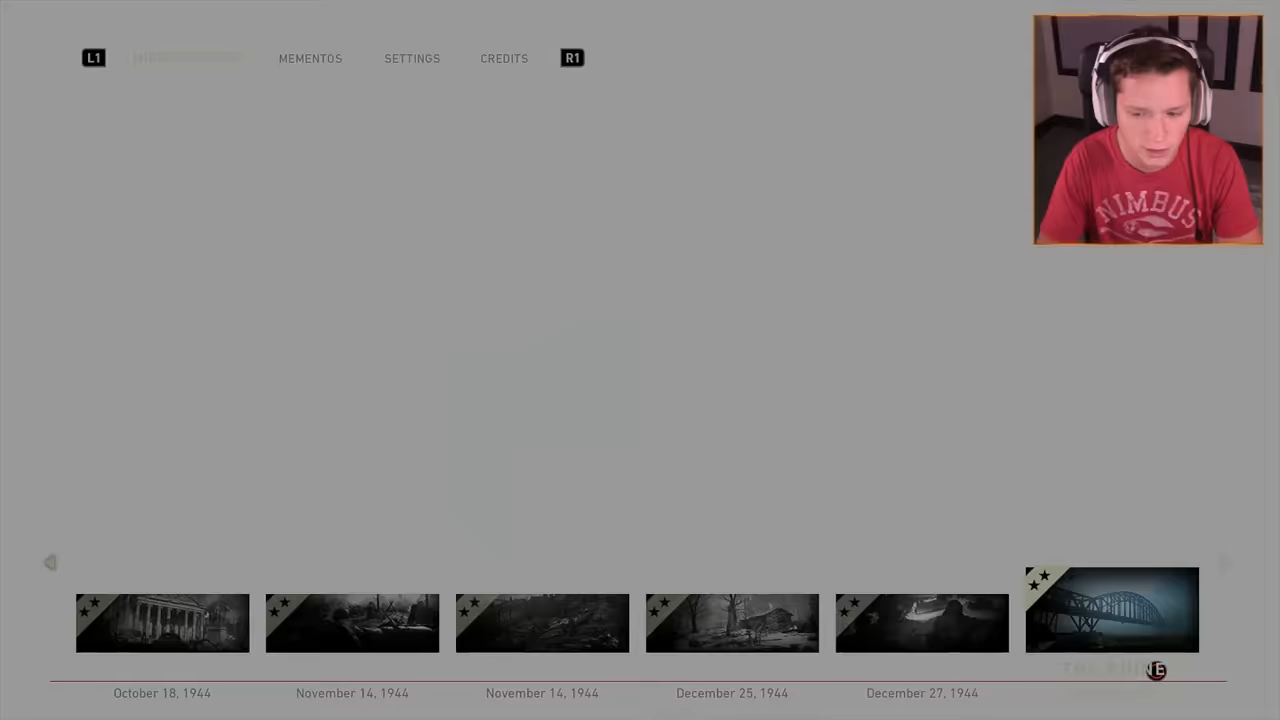 L1 MEMENTOS SETTINGS CREDITS R1
NIMBUS
October 18, 1944 November 14, 1944 November 14, 1944 December 25, 1944 December 27, 1944